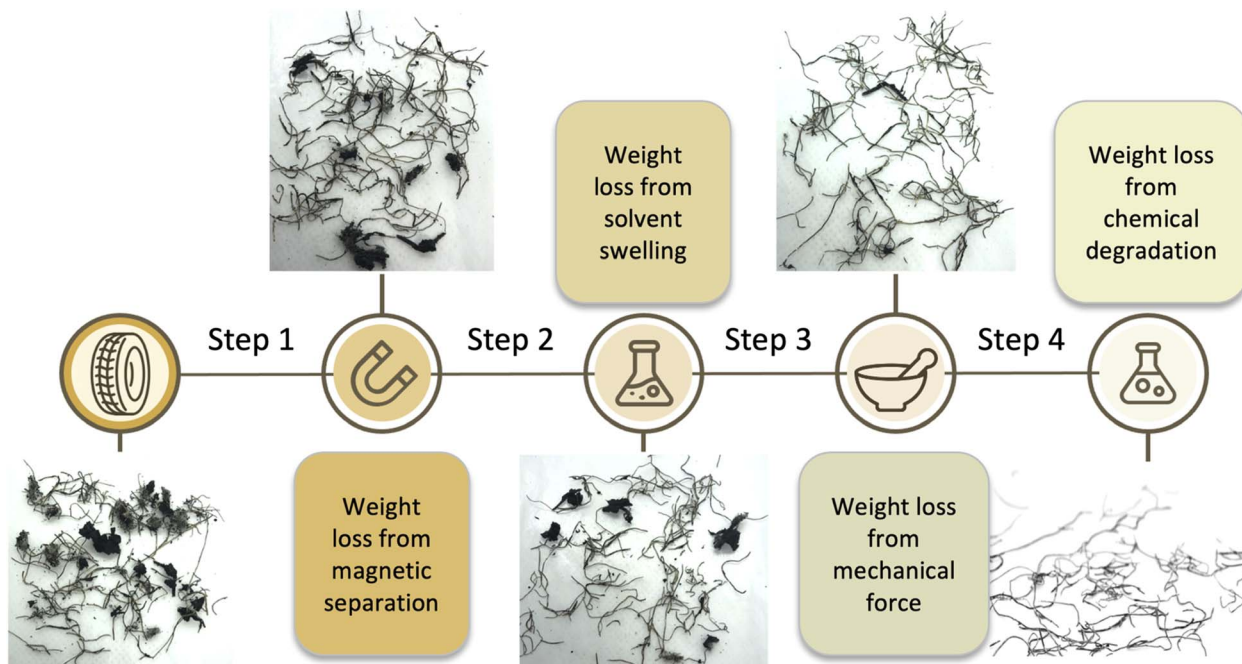 Step 1
Step 2
Step 3
Step 4
Weight
loss from
magnetic
separation
Weight
loss from
solvent
swelling
Weight loss
from
mechanical
force
Weight loss
from
chemical
degradation